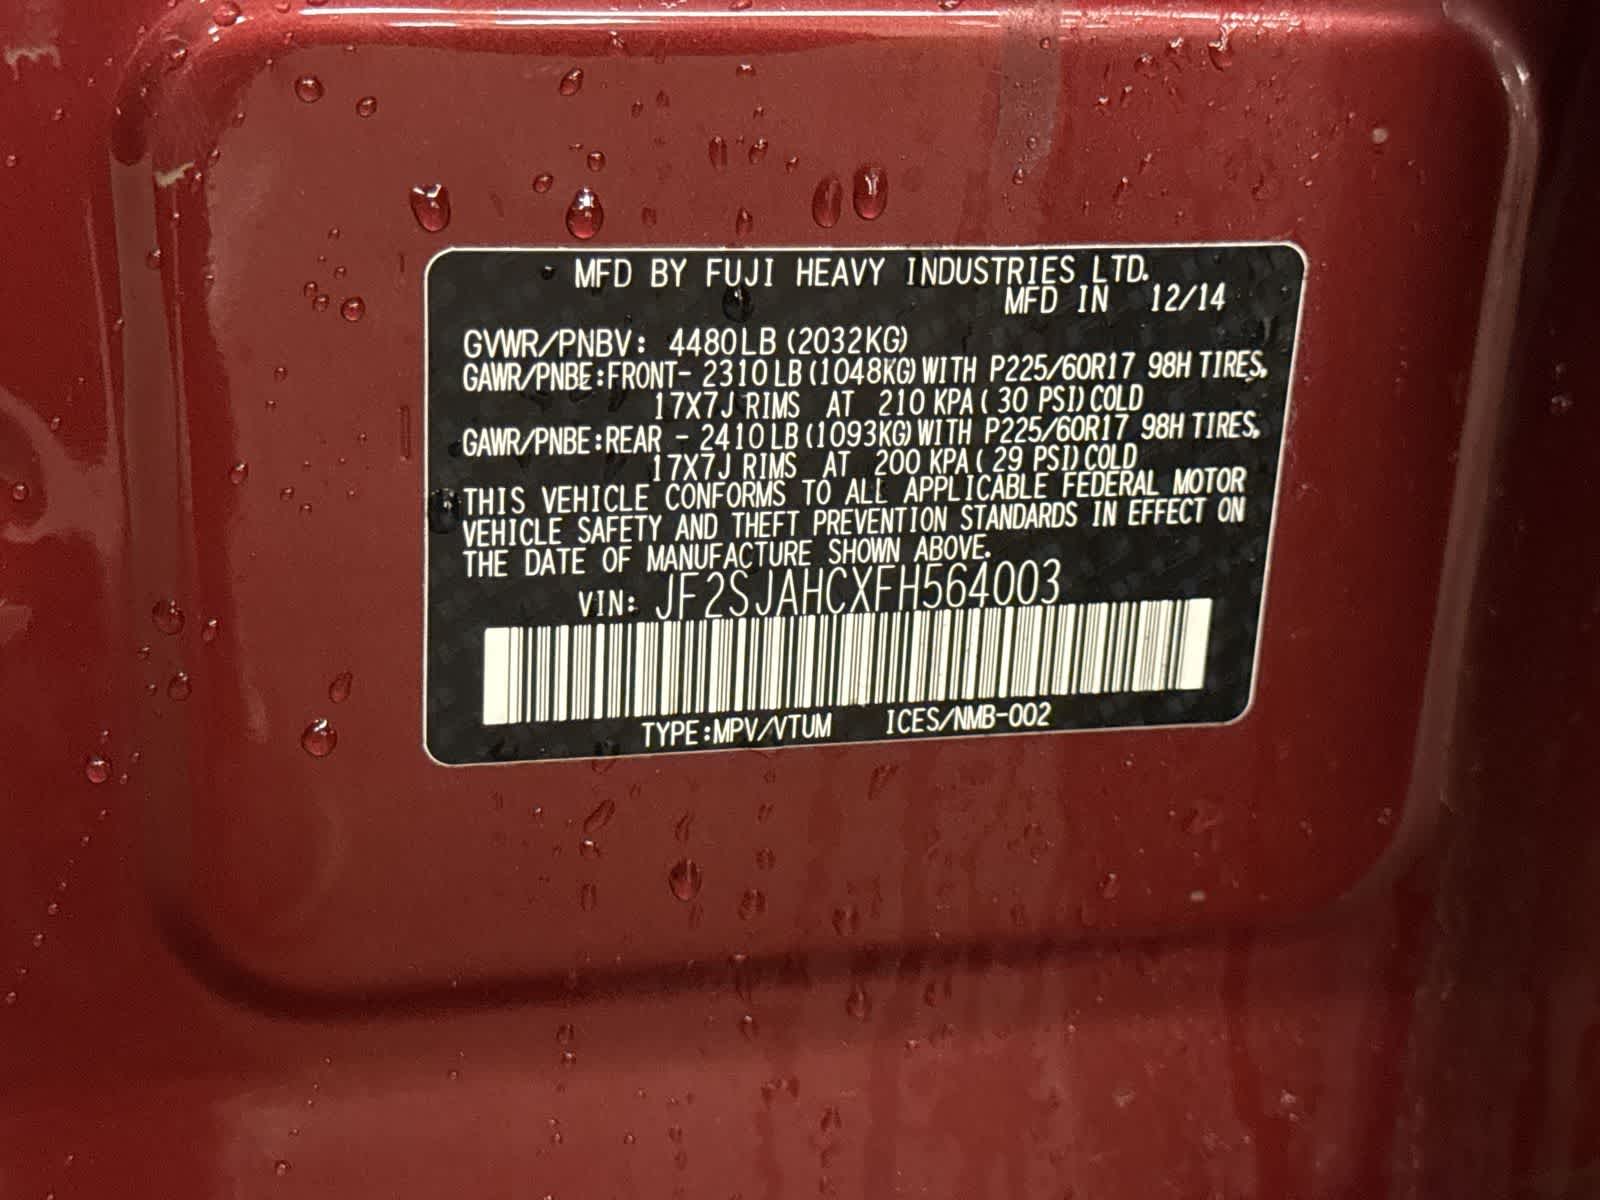 MFD BY FUJI HEAVY INDUSTRIES LTD.
MFD IN 12/14
GVWR/PNBV: 4480LB (2032KG)
GAWR/PNBE:FRONT- 2310LB (1048KG) WITH P225/60R17 98H TIRES,
17X7J RIMS AT 210 KPA ( 30 PSI) COLD
GAWR/PNBE:REAR - 2410LB (1093KG) WITH P225/60R17 98H TIRES,
17X7J RIMS AT 200 KPA ( 29 PSI) COLD
THIS VEHICLE CONFORMS TO ALL APPLICABLE FEDERAL MOTOR
VEHICLE SAFETY AND THEFT PREVENTION STANDARDS IN EFFECT ON
THE DATE OF MANUFACTURE SHOWN ABOVE.
VIN: JF2SJAHCXFH564003
TYPE:MPV/VTUM ICES/NMB-002